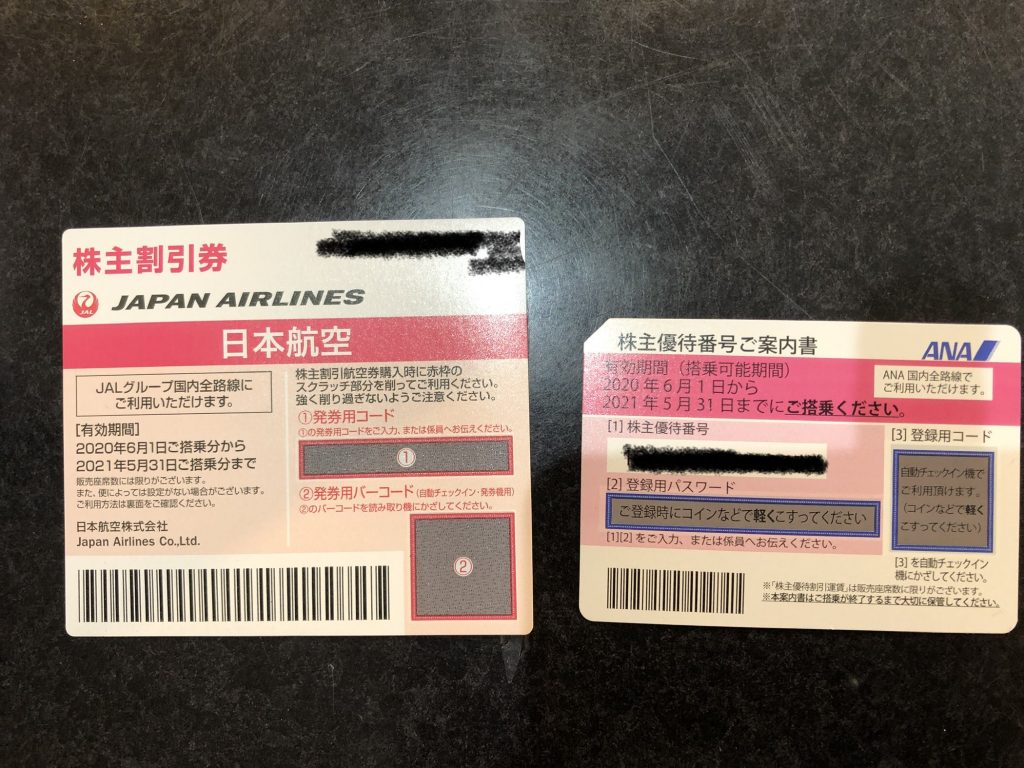 株主割引券
JAL
JAPAN AIRLINES
日本航空
JALグループ国内全路線に
ご利用いただけます。
[有効期間]
2020年6月1日ご搭乗分から
2021年5月31日ご搭乗分まで
販売座席数には限りがございます。
また、便によっては設定がない場合がございます。
ご利用方法は裏面をご確認ください。
日本航空株式会社
Japan Airlines Co.,Ltd.
株主割引航空券購入時に赤枠の
スクラッチ部分を削ってご利用ください。
強く削り過ぎないようご注意ください。
①発券用コード
①の発券用コードをご入力、または係員へお伝えください。
①
②発券用バーコード(自動チェックイン・発券機用)
②のバーコードを読み取り機にかざしてください。
②
株主優待番号ご案内書
ANA
有効期間(搭乗可能期間)
2020年6月1日から
2021年5月31日までにご搭乗ください。
ANA国内全路線で
ご利用いただけます。
[1] 株主優待番号
[2] 登録用パスワード
ご登録時にコインなどで軽くこすってください
[1][2] をご入力、または係員へお伝えください。
[3] 登録用コード
自動チェックイン機で
ご利用頂けます。
(コインなどで軽く
こすってください)
[3] を自動チェックイン
機にかざしてください。
※「株主優待割引運賃」は販売座席数に限りがございます。
※本案内書はご搭乗が終了するまで大切に保管してください。